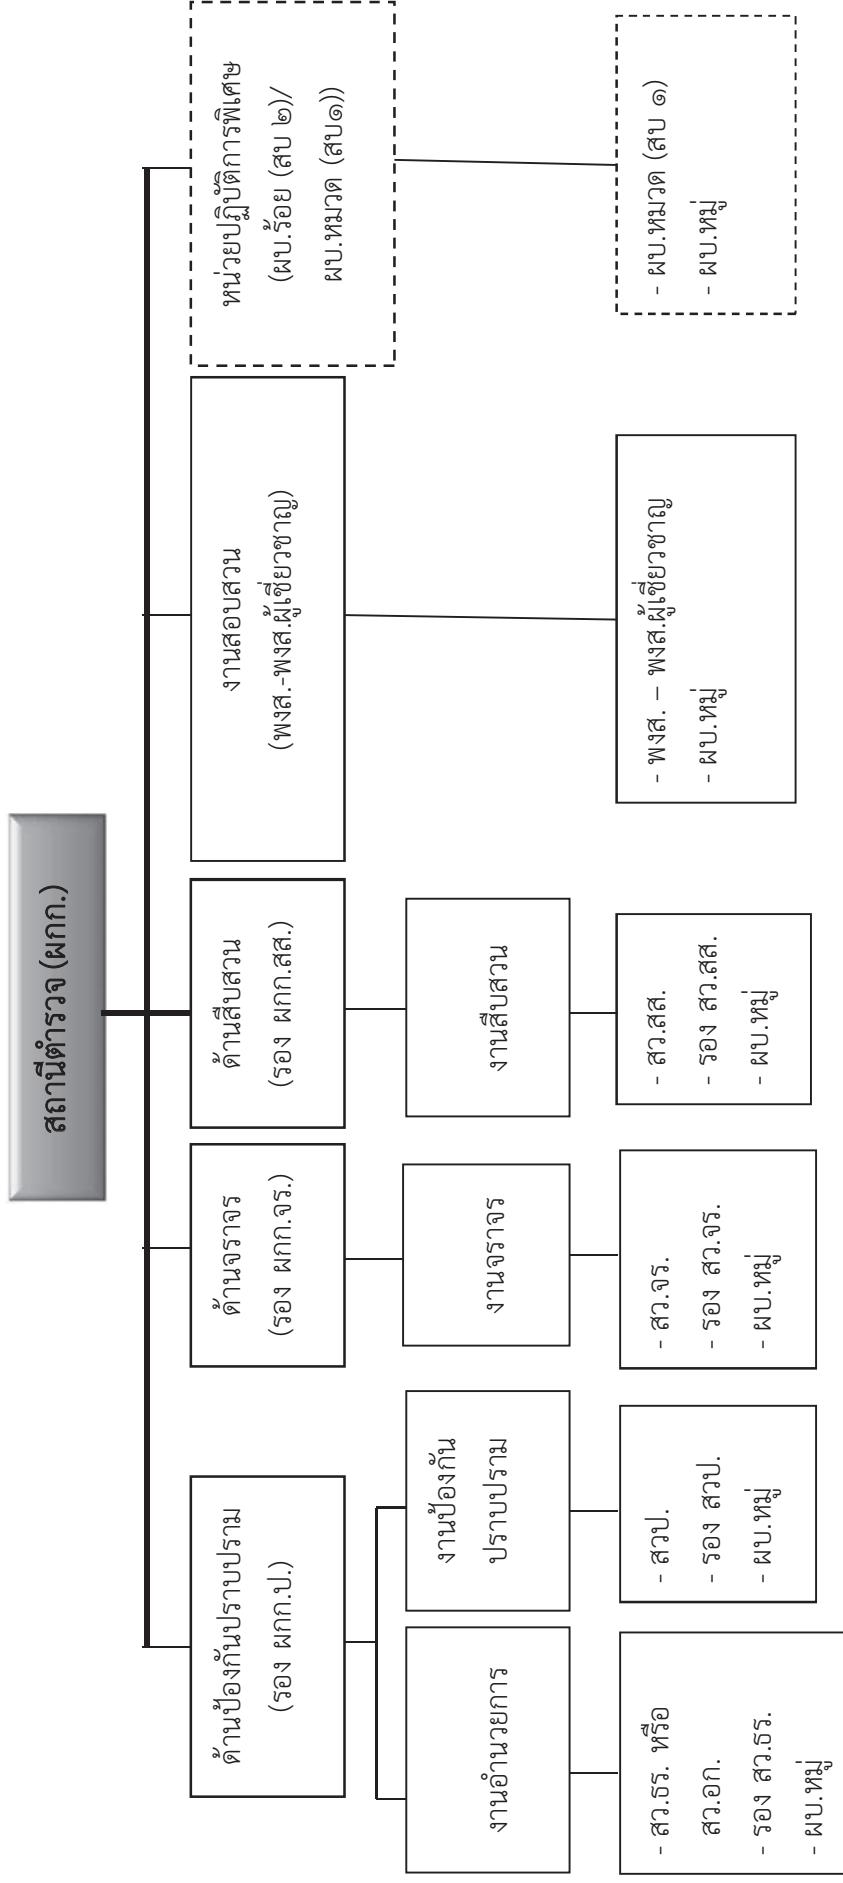 สถานีตำรวจ (ผกก.)
ด้านป้องกันปราบปราม
(รอง ผกก.ป.)
ด้านจราจร
(รอง ผกก.จร.)
ด้านสืบสวน
(รอง ผกก.สส.)
งานสอบสวน
(พงส.-พงส.ผู้เชี่ยวชาญ)
หน่วยปฏิบัติการพิเศษ
(ผบ.ร้อย (สบ ๒)/
ผบ.หมวด (สบ๑))
งานอำนวยการ
งานป้องกัน
ปราบปราม
งานจราจร
งานสืบสวน
- สว.ธร. หรือ
สว.อก.
- รอง สว.ธร.
- ผบ.หมู่
- สวป.
- รอง สวป.
- ผบ.หมู่
- สว.จร.
- รอง สว.จร.
- ผบ.หมู่
- สว.สส.
- รอง สว.สส.
- ผบ.หมู่
- พงส. – พงส.ผู้เชี่ยวชาญ
- ผบ.หมู่
- ผบ.หมวด (สบ ๑)
- ผบ.หมู่